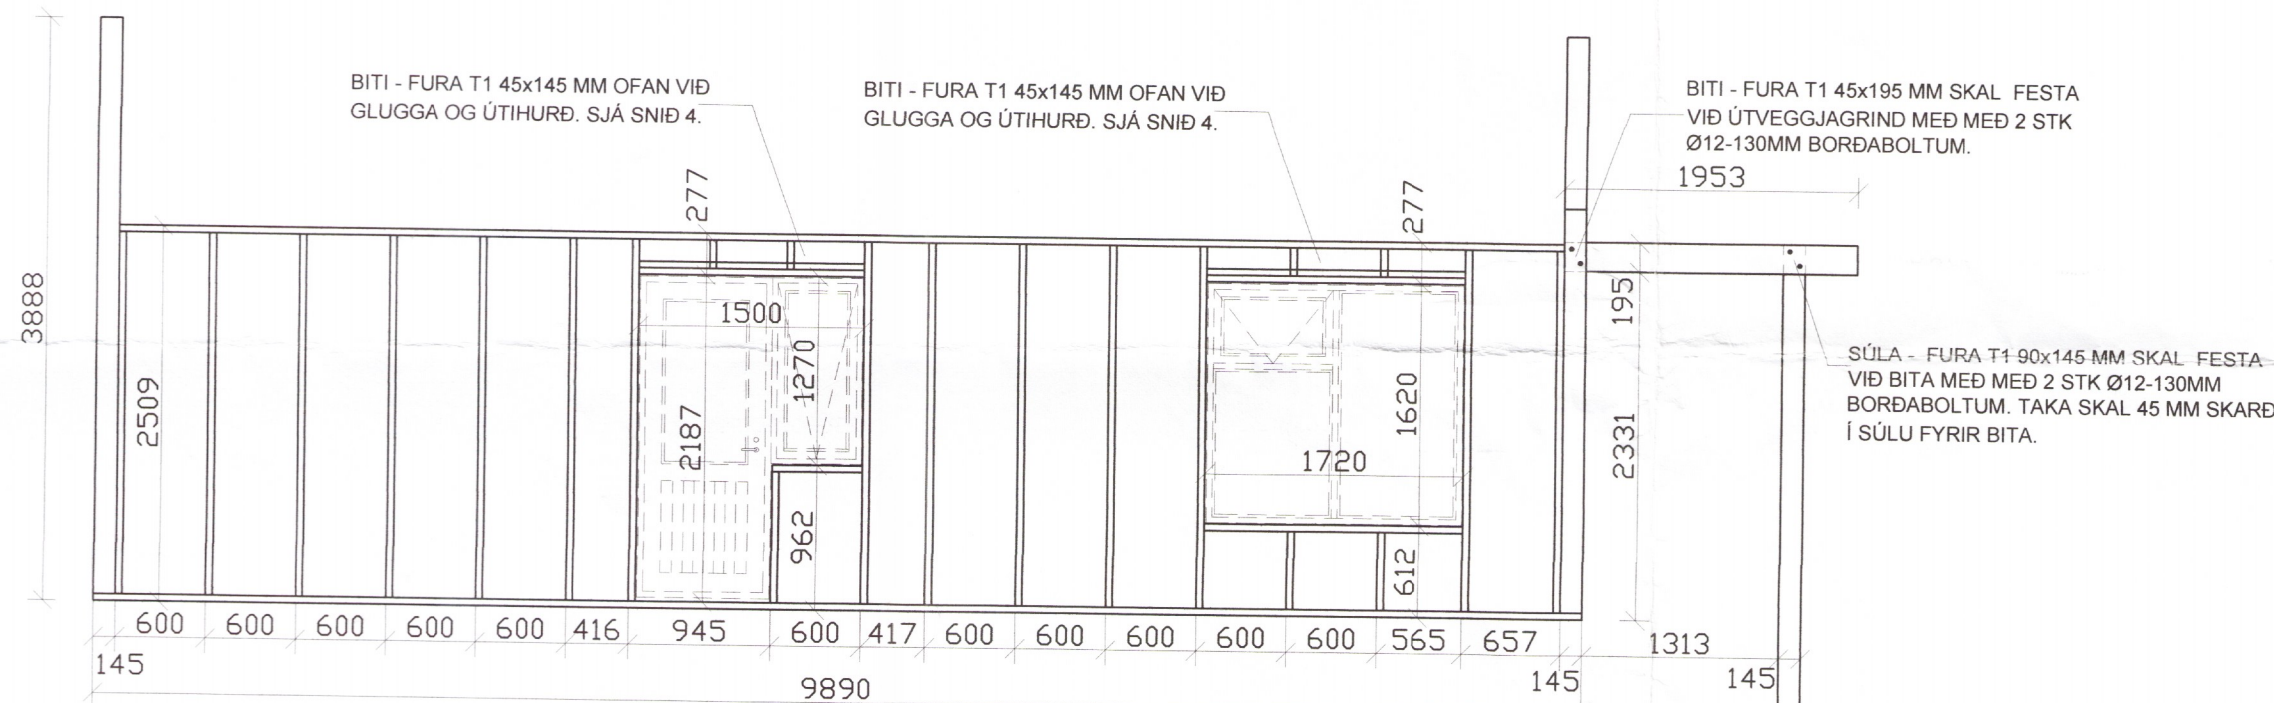 BITI - FURA T1 45x145 MM OFAN VIÐ
GLUGGA OG ÚTIHURÐ. SJÁ SNIÐ 4.
BITI - FURA T1 45x145 MM OFAN VIÐ
GLUGGA OG ÚTIHURÐ. SJÁ SNIÐ 4.
BITI - FURA T1 45x195 MM SKAL FESTA
VIÐ ÚTVEGGJAGRIND MEÐ MEÐ 2 STK
Ø12-130MM BORÐABOLTUM.
1953
277
277
3888
195
1500
1270
2509
2187
1620
1720
2331
SÚLA - FURA T1 90x145 MM SKAL FESTA
VIÐ BITA MEÐ MEÐ 2 STK Ø12-130MM
BORÐABOLTUM. TAKA SKAL 45 MM SKARÐ
Í SÚLU FYRIR BITA.
962
612
600 600 600 600 600 416 945 600 417 600 600 600 600 600 565 657 1313
145
145
145
9890